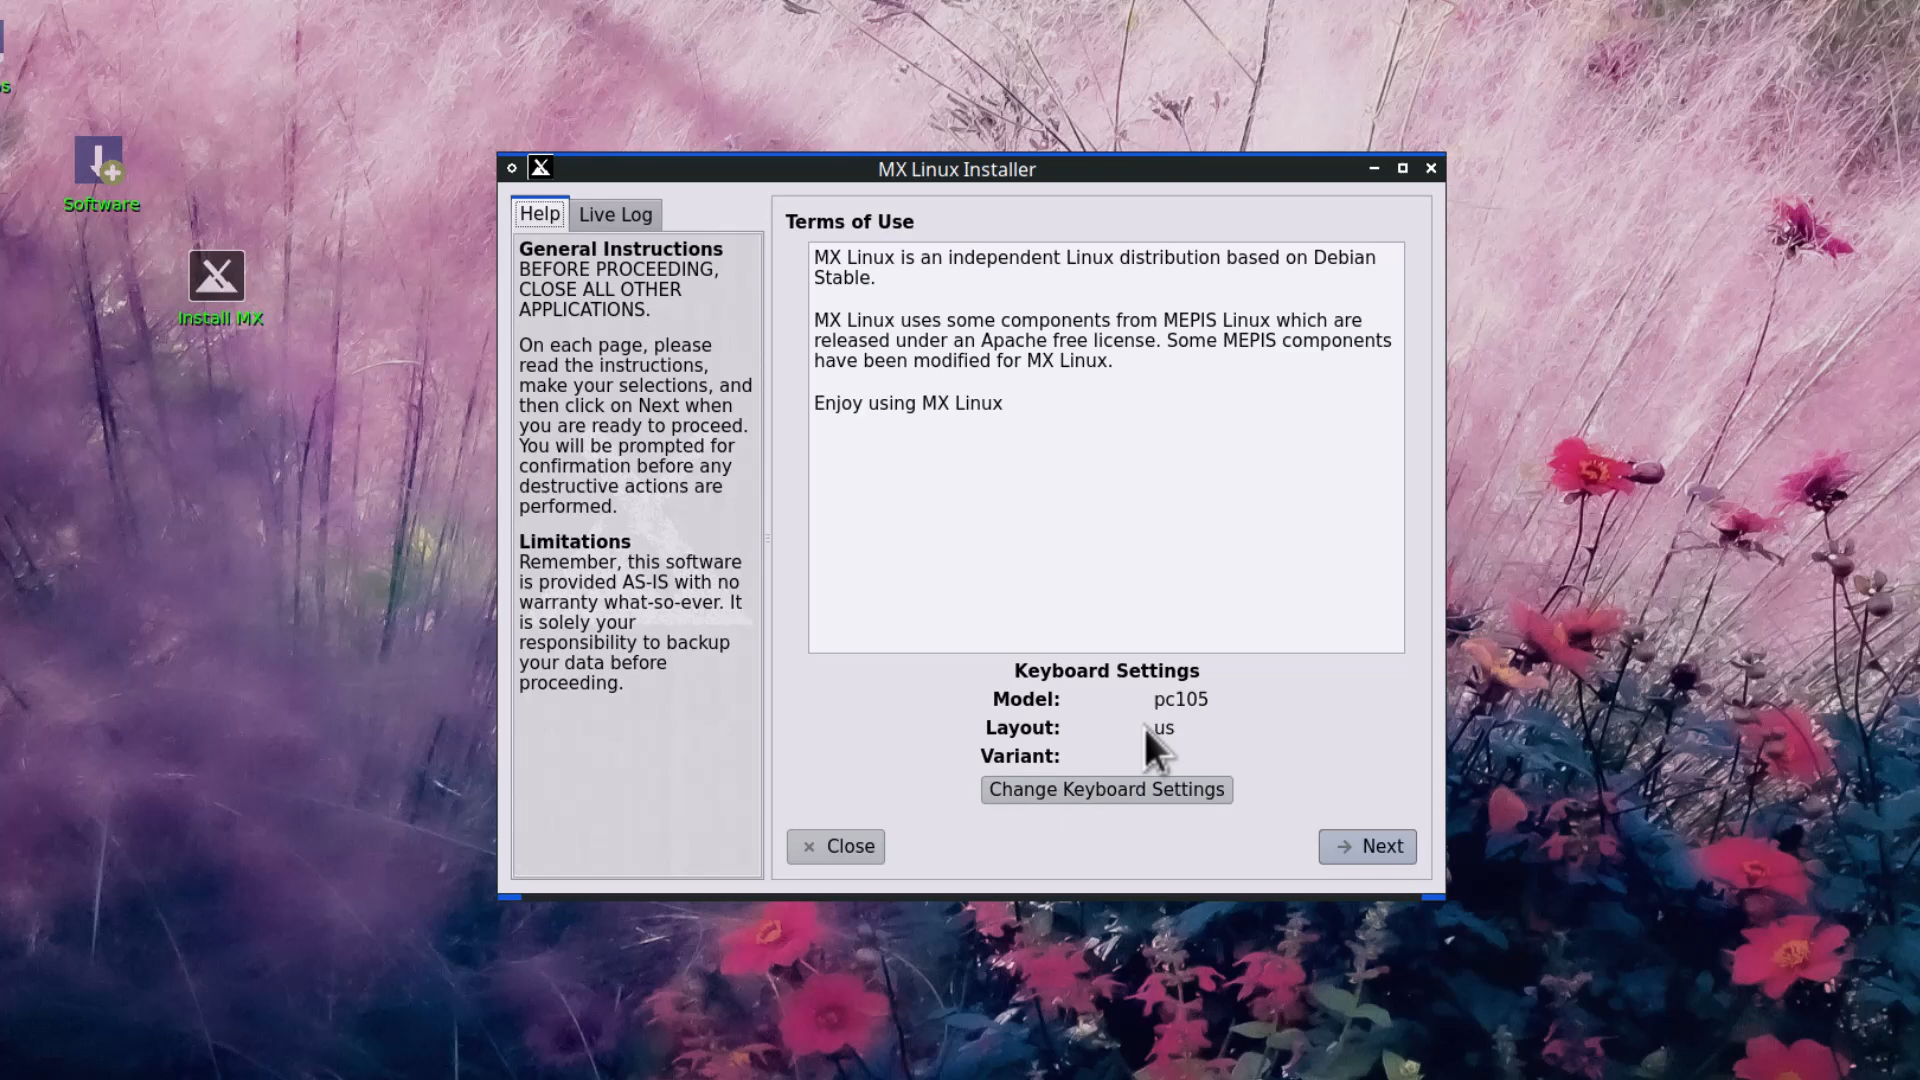 s
Software
Install MX
MX Linux Installer
Help
Live Log
General Instructions
BEFORE PROCEEDING,
CLOSE ALL OTHER
APPLICATIONS.
On each page, please
read the instructions,
make your selections, and
then click on Next when
you are ready to proceed.
You will be prompted for
confirmation before any
destructive actions are
performed.
Limitations
Remember, this software
is provided AS-IS with no
warranty what-so-ever. It
is solely your
responsibility to backup
your data before
proceeding.
Terms of Use
MX Linux is an independent Linux distribution based on Debian
Stable.
MX Linux uses some components from MEPIS Linux which are
released under an Apache free license. Some MEPIS components
have been modified for MX Linux.
Enjoy using MX Linux
Keyboard Settings
Model: pc105
Layout: us
Variant:
Change Keyboard Settings
Close
Next